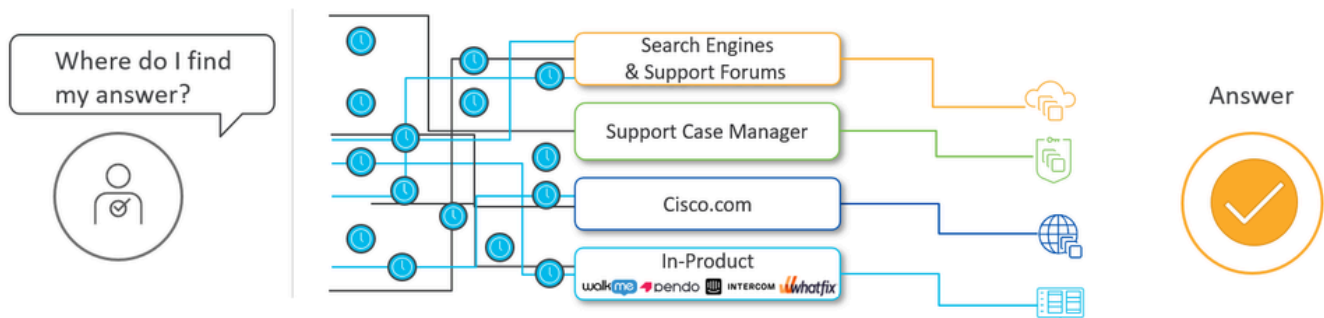 Where do I find
my answer?
Search Engines
& Support Forums
Support Case Manager
Cisco.com
In-Product
walkme pendo INTERCOM whatfix
Answer